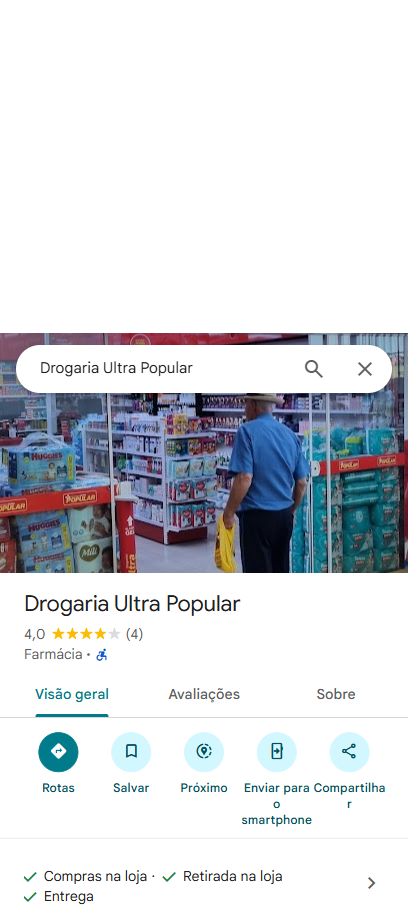 Drogaria Ultra Popular
HUGGIES
POPULAR
POPULAR
POPULAR
HUGGIES
Mili
Drogaria Ultra Popular
4,0 (4)
Farmácia ·
Visão geral Avaliações Sobre
Rotas Salvar Próximo Enviar para Compartilha
o r
smartphone
Compras na loja · Retirada na loja
Entrega